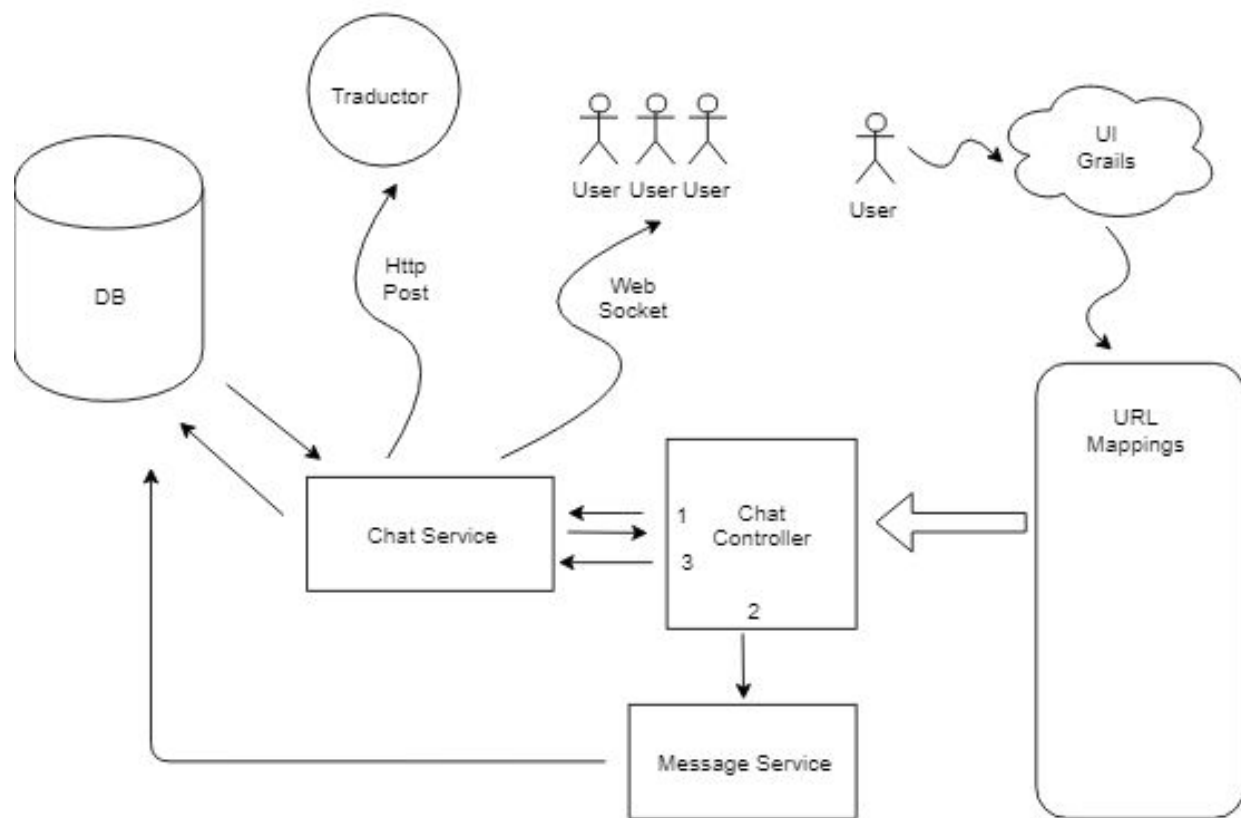 Traductor
UI
Grails
User User User
User
Http
Post
Web
Socket
DB
URL
Mappings
Chat Service
1
Chat
Controller
3
2
Message Service